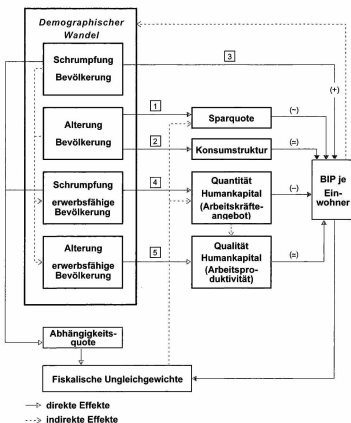 Demographischer
Wandel
Schrumpfung
Bevölkerung
3
(+)
Alterung
Bevölkerung
1
Sparquote
(~)
2
Konsumstruktur
(=)
BIP je
Ein-
wohner
Schrumpfung
erwerbsfähige
Bevölkerung
4
Quantität
Humankapital
(Arbeitskräfte-
angebot)
(~)
Alterung
erwerbsfähige
Bevölkerung
5
Qualität
Humankapital
(Arbeitspro-
duktivität)
(=)
Abhängigkeits-
quote
Fiskalische Ungleichgewichte
direkte Effekte
indirekte Effekte